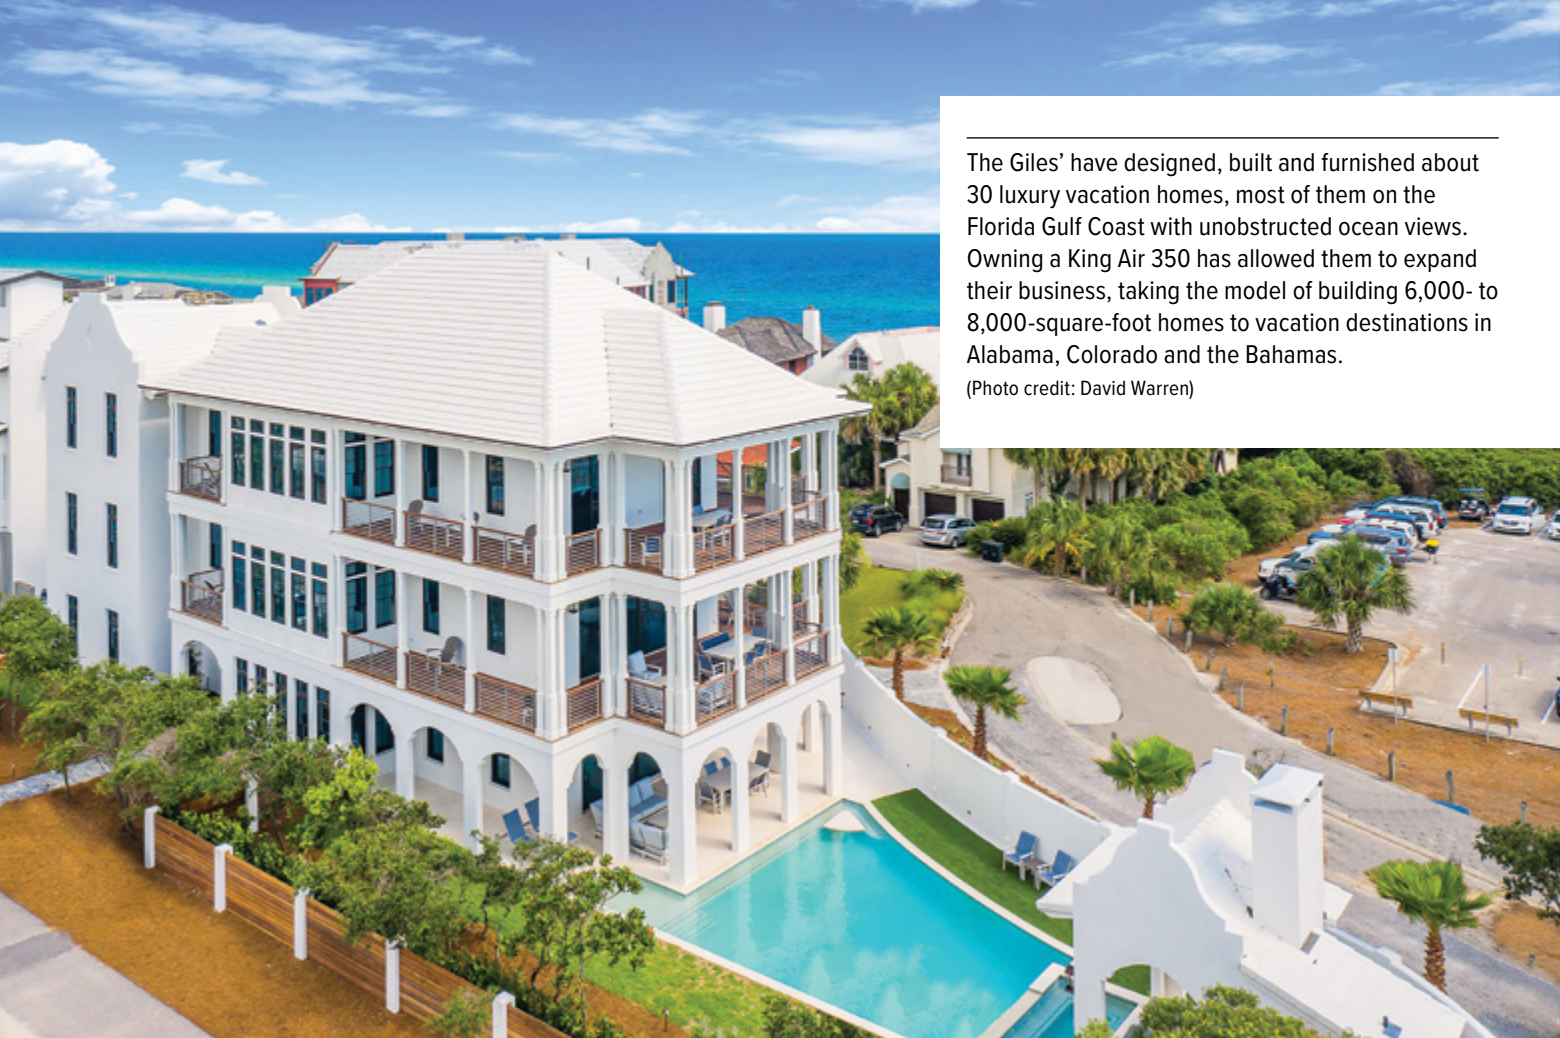 The Giles’ have designed, built and furnished about
30 luxury vacation homes, most of them on the
Florida Gulf Coast with unobstructed ocean views.
Owning a King Air 350 has allowed them to expand
their business, taking the model of building 6,000- to
8,000-square-foot homes to vacation destinations in
Alabama, Colorado and the Bahamas.
(Photo credit: David Warren)